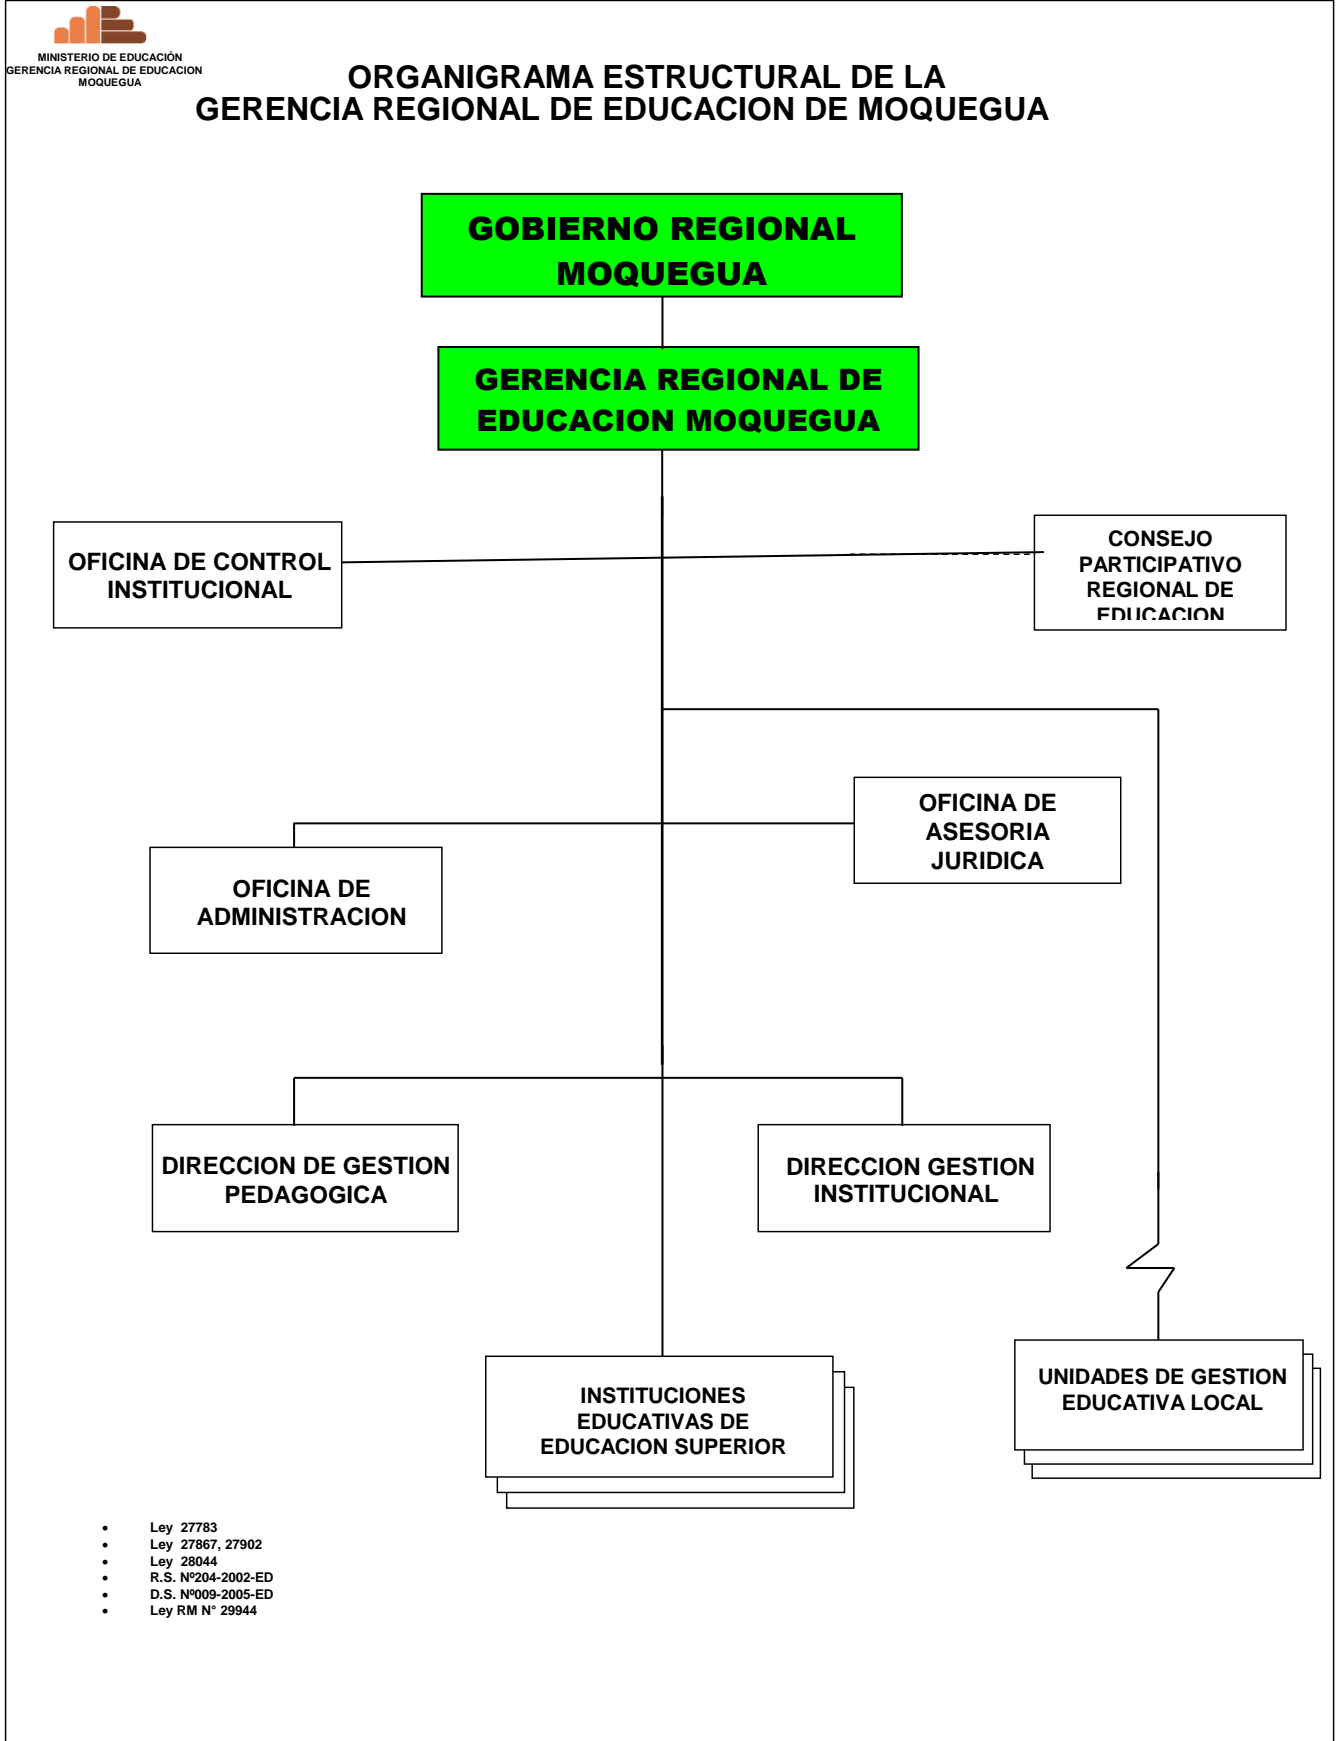 MINISTERIO DE EDUCACIÓN
GERENCIA REGIONAL DE EDUCACION
MOQUEGUA
ORGANIGRAMA ESTRUCTURAL DE LA
GERENCIA REGIONAL DE EDUCACION DE MOQUEGUA
GOBIERNO REGIONAL
MOQUEGUA
GERENCIA REGIONAL DE
EDUCACION MOQUEGUA
OFICINA DE CONTROL
INSTITUCIONAL
CONSEJO
PARTICIPATIVO
REGIONAL DE
EDUCACION
OFICINA DE
ASESORIA
JURIDICA
OFICINA DE
ADMINISTRACION
DIRECCION DE GESTION
PEDAGOGICA
DIRECCION GESTION
INSTITUCIONAL
INSTITUCIONES
EDUCATIVAS DE
EDUCACION SUPERIOR
UNIDADES DE GESTION
EDUCATIVA LOCAL
• Ley 27783
• Ley 27867, 27902
• Ley 28044
• R.S. Nº204-2002-ED
• D.S. Nº009-2005-ED
• Ley RM N° 29944